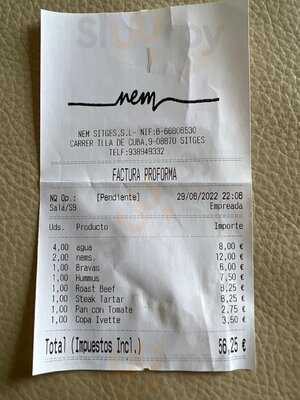 nem
NEM SITGES,S.L- NIF:B-66806530
CARRER ILLA DE CUBA,9-08870 SITGES
TELF:938949332
FACTURA PROFORMA
Nº Op.: [Pendiente] 29/06/2022 22:06
Sala/S9 Empreada
Uds. Producto Importe
4,00 agua 8,00 €
2,00 nems. 12,00 €
1,00 Bravas 6,00 €
1,00 Hummus 7,50 €
1,00 Roast Beef 8,25 €
1,00 Steak Tartar 8,25 €
1,00 Pan con Tomate 2,75 €
1,00 Copa Ivette 3,50 €
Total (Impuestos Incl.) 56,25 €